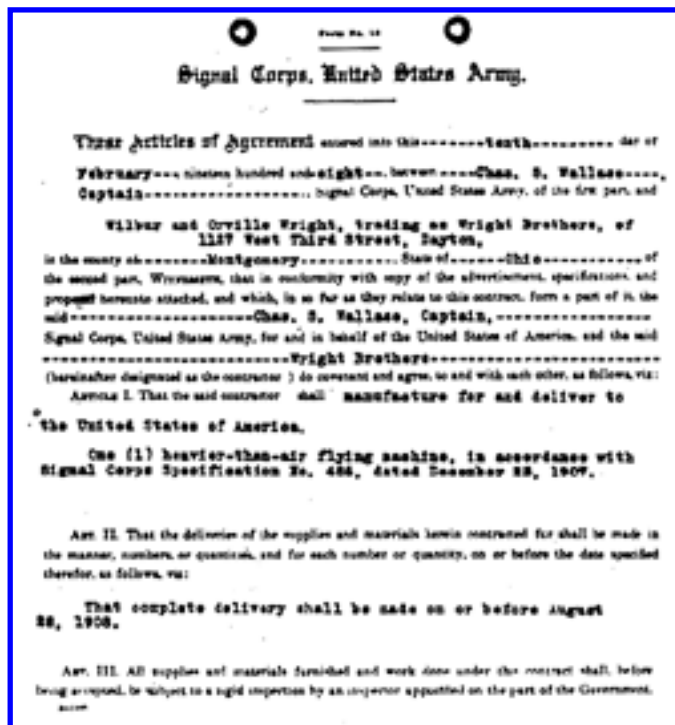 Form No. 18
Signal Corps, United States Army.
These Articles of Agreement entered into this -------tenth--------- day of
February---, nineteen hundred and-eight--, between ----Chas. S. Wallace----,
Captain-------------------, Signal Corps, United States Army, of the first part, and
Wilbur and Orville Wright, trading as Wright Brothers, of
1127 West Third Street, Dayton,
in the county of---------Montgomery-----------, State of------Ohio-----------, of
the second part, WITNESSETH, that in conformity with copy of the advertisement, specifications, and
proposal hereunto attached, and which, in so far as they relate to this contract, form a part of it, the
said --------------------Chas. S. Wallace, Captain,-----------------
Signal Corps, United States Army, for and in behalf of the United States of America, and the said
---------------------------Wright Brothers-------------------------
(hereinafter designated as the contractor ) do covenant and agree, to and with each other, as follows, viz:
ARTICLE I. That the said contractor shall manufacture for and deliver to
the United States of America,
One (1) heavier-than-air flying machine, in accordance with
Signal Corps Specification No. 486, dated December 23, 1907.
ART. II. That the deliveries of the supplies and materials herein contracted for shall be made in
the manner, numbers, or quantities, and for each number or quantity, on or before the date specified
therefor, as follows, viz:
That complete delivery shall be made on or before August
28, 1908.
ART. III. All supplies and materials furnished and work done under this contract shall, before
being accepted, be subject to a rigid inspection by an inspector appointed on the part of the Government,